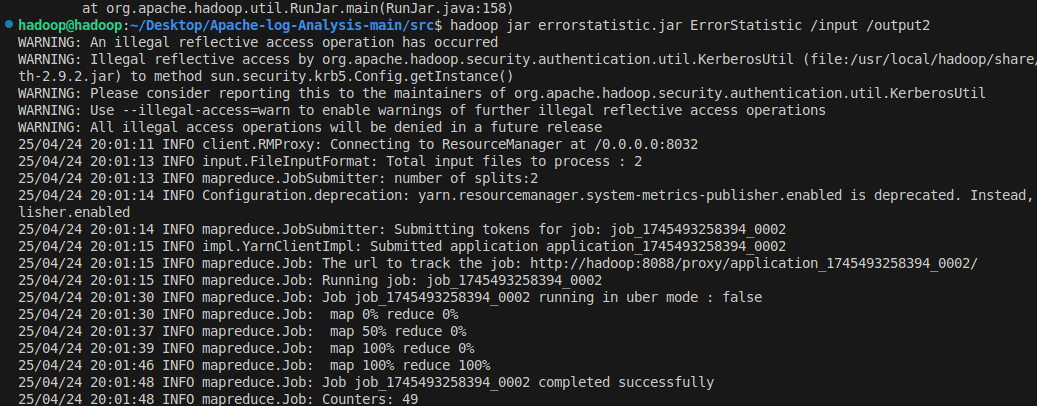 at org.apache.hadoop.util.RunJar.main(RunJar.java:158)
hadoop@hadoop:~/Desktop/Apache-log-Analysis-main/src$ hadoop jar errorstatistic.jar ErrorStatistic /input /output2
WARNING: An illegal reflective access operation has occurred
WARNING: Illegal reflective access by org.apache.hadoop.security.authentication.util.KerberosUtil (file:/usr/local/hadoop/share/
th-2.9.2.jar) to method sun.security.krb5.Config.getInstance()
WARNING: Please consider reporting this to the maintainers of org.apache.hadoop.security.authentication.util.KerberosUtil
WARNING: Use --illegal-access=warn to enable warnings of further illegal reflective access operations
WARNING: All illegal access operations will be denied in a future release
25/04/24 20:01:11 INFO client.RMProxy: Connecting to ResourceManager at /0.0.0.0:8032
25/04/24 20:01:13 INFO input.FileInputFormat: Total input files to process : 2
25/04/24 20:01:13 INFO mapreduce.JobSubmitter: number of splits:2
25/04/24 20:01:14 INFO Configuration.deprecation: yarn.resourcemanager.system-metrics-publisher.enabled is deprecated. Instead,
lisher.enabled
25/04/24 20:01:14 INFO mapreduce.JobSubmitter: Submitting tokens for job: job_1745493258394_0002
25/04/24 20:01:15 INFO impl.YarnClientImpl: Submitted application application_1745493258394_0002
25/04/24 20:01:15 INFO mapreduce.Job: The url to track the job: http://hadoop:8088/proxy/application_1745493258394_0002/
25/04/24 20:01:15 INFO mapreduce.Job: Running job: job_1745493258394_0002
25/04/24 20:01:30 INFO mapreduce.Job: Job job_1745493258394_0002 running in uber mode : false
25/04/24 20:01:30 INFO mapreduce.Job:  map 0% reduce 0%
25/04/24 20:01:37 INFO mapreduce.Job:  map 50% reduce 0%
25/04/24 20:01:39 INFO mapreduce.Job:  map 100% reduce 0%
25/04/24 20:01:46 INFO mapreduce.Job:  map 100% reduce 100%
25/04/24 20:01:48 INFO mapreduce.Job: Job job_1745493258394_0002 completed successfully
25/04/24 20:01:48 INFO mapreduce.Job: Counters: 49